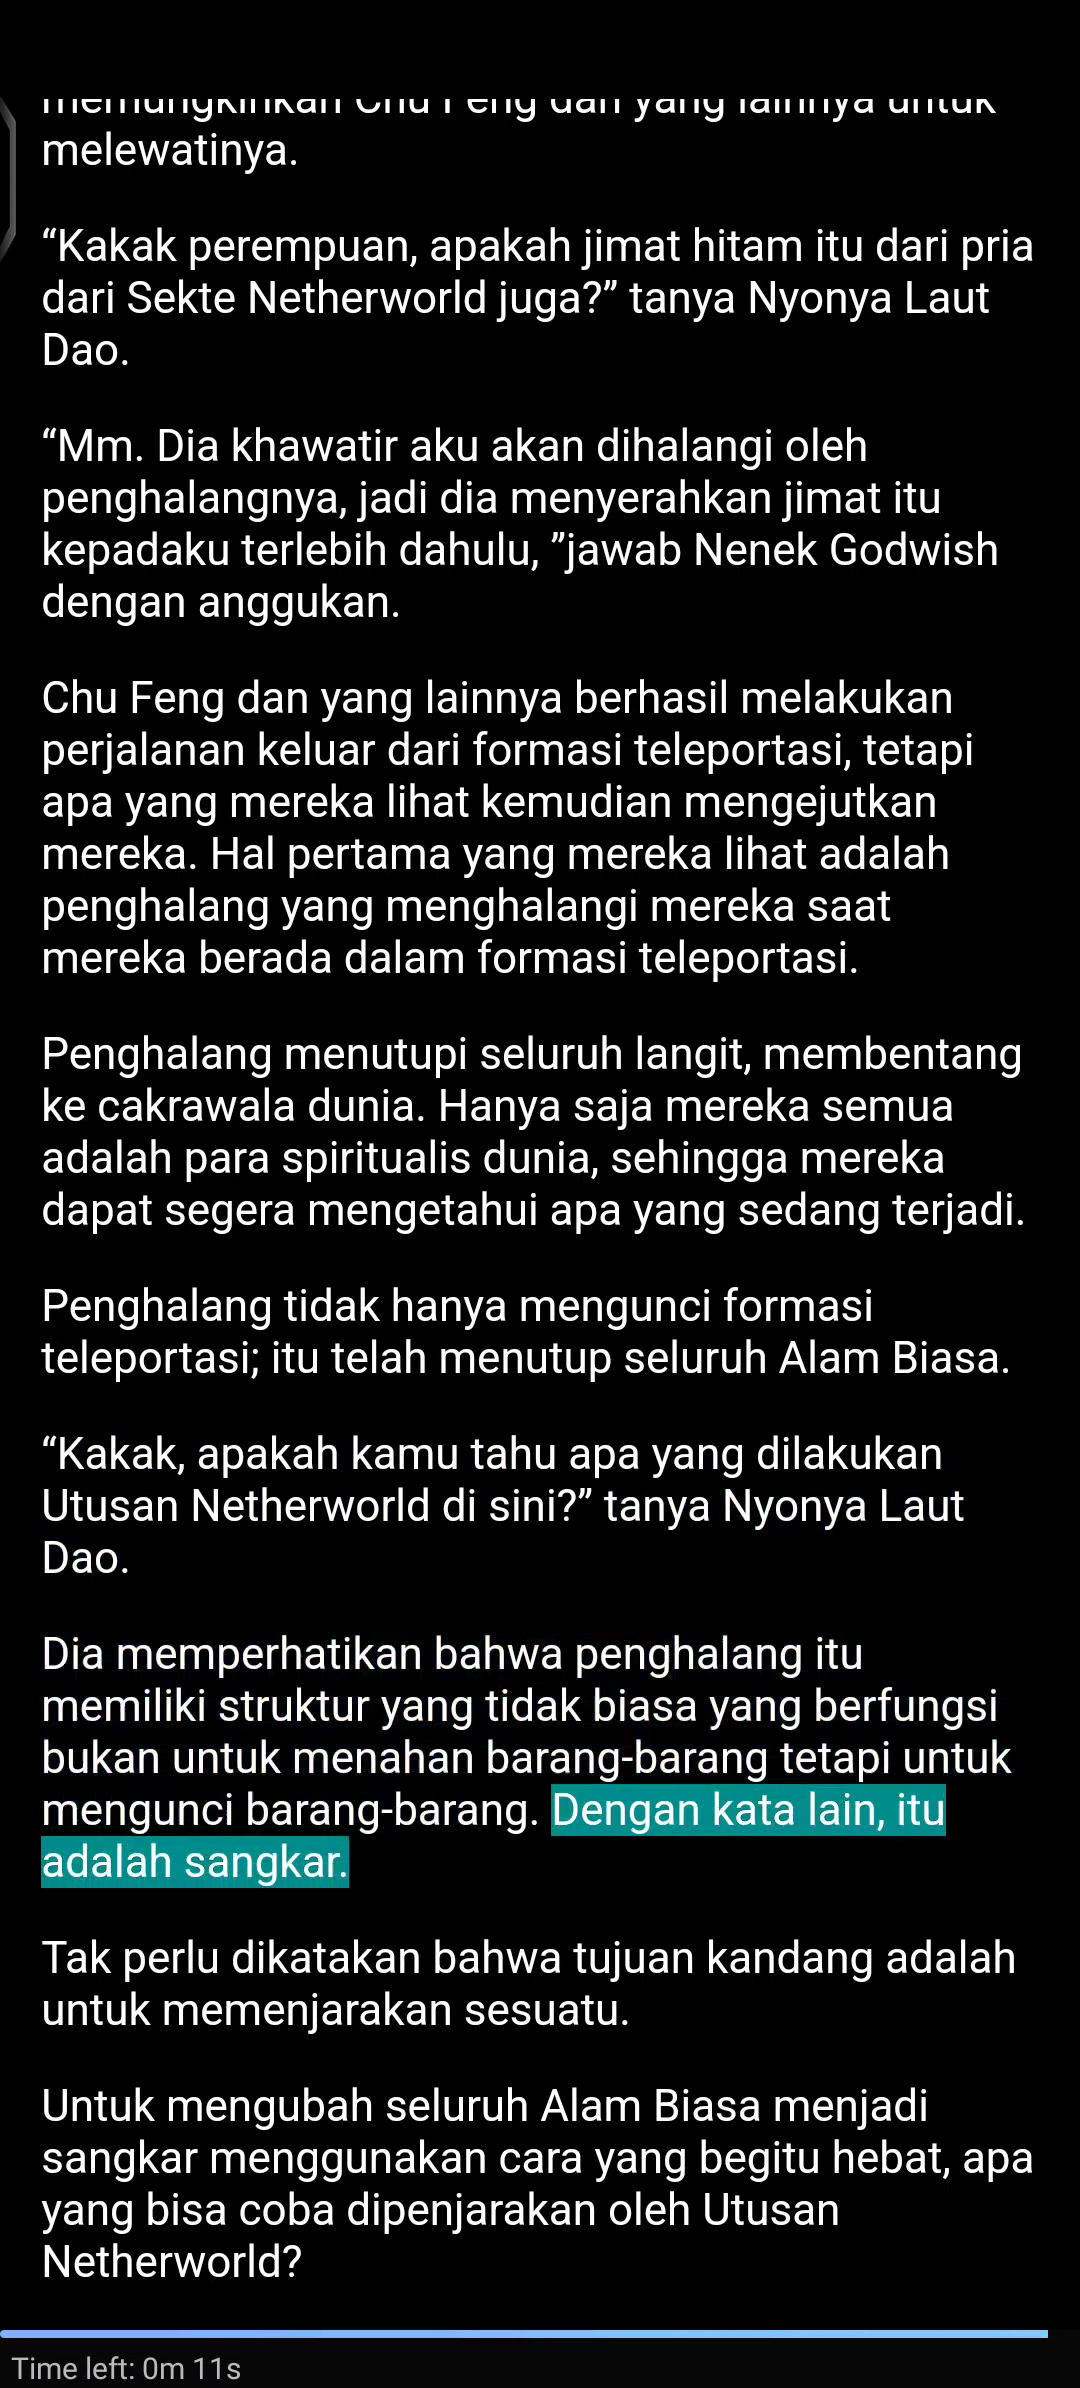 memungkinkan Chu Feng dan yang lainnya untuk
melewatinya.
“Kakak perempuan, apakah jimat hitam itu dari pria
dari Sekte Netherworld juga?” tanya Nyonya Laut
Dao.
“Mm. Dia khawatir aku akan dihalangi oleh
penghalangnya, jadi dia menyerahkan jimat itu
kepadaku terlebih dahulu, ”jawab Nenek Godwish
dengan anggukan.
Chu Feng dan yang lainnya berhasil melakukan
perjalanan keluar dari formasi teleportasi, tetapi
apa yang mereka lihat kemudian mengejutkan
mereka. Hal pertama yang mereka lihat adalah
penghalang yang menghalangi mereka saat
mereka berada dalam formasi teleportasi.
Penghalang menutupi seluruh langit, membentang
ke cakrawala dunia. Hanya saja mereka semua
adalah para spiritualis dunia, sehingga mereka
dapat segera mengetahui apa yang sedang terjadi.
Penghalang tidak hanya mengunci formasi
teleportasi; itu telah menutup seluruh Alam Biasa.
“Kakak, apakah kamu tahu apa yang dilakukan
Utusan Netherworld di sini?” tanya Nyonya Laut
Dao.
Dia memperhatikan bahwa penghalang itu
memiliki struktur yang tidak biasa yang berfungsi
bukan untuk menahan barang-barang tetapi untuk
mengunci barang-barang. Dengan kata lain, itu
adalah sangkar.
Tak perlu dikatakan bahwa tujuan kandang adalah
untuk memenjarakan sesuatu.
Untuk mengubah seluruh Alam Biasa menjadi
sangkar menggunakan cara yang begitu hebat, apa
yang bisa coba dipenjarakan oleh Utusan
Netherworld?
Time left: 0m 11s